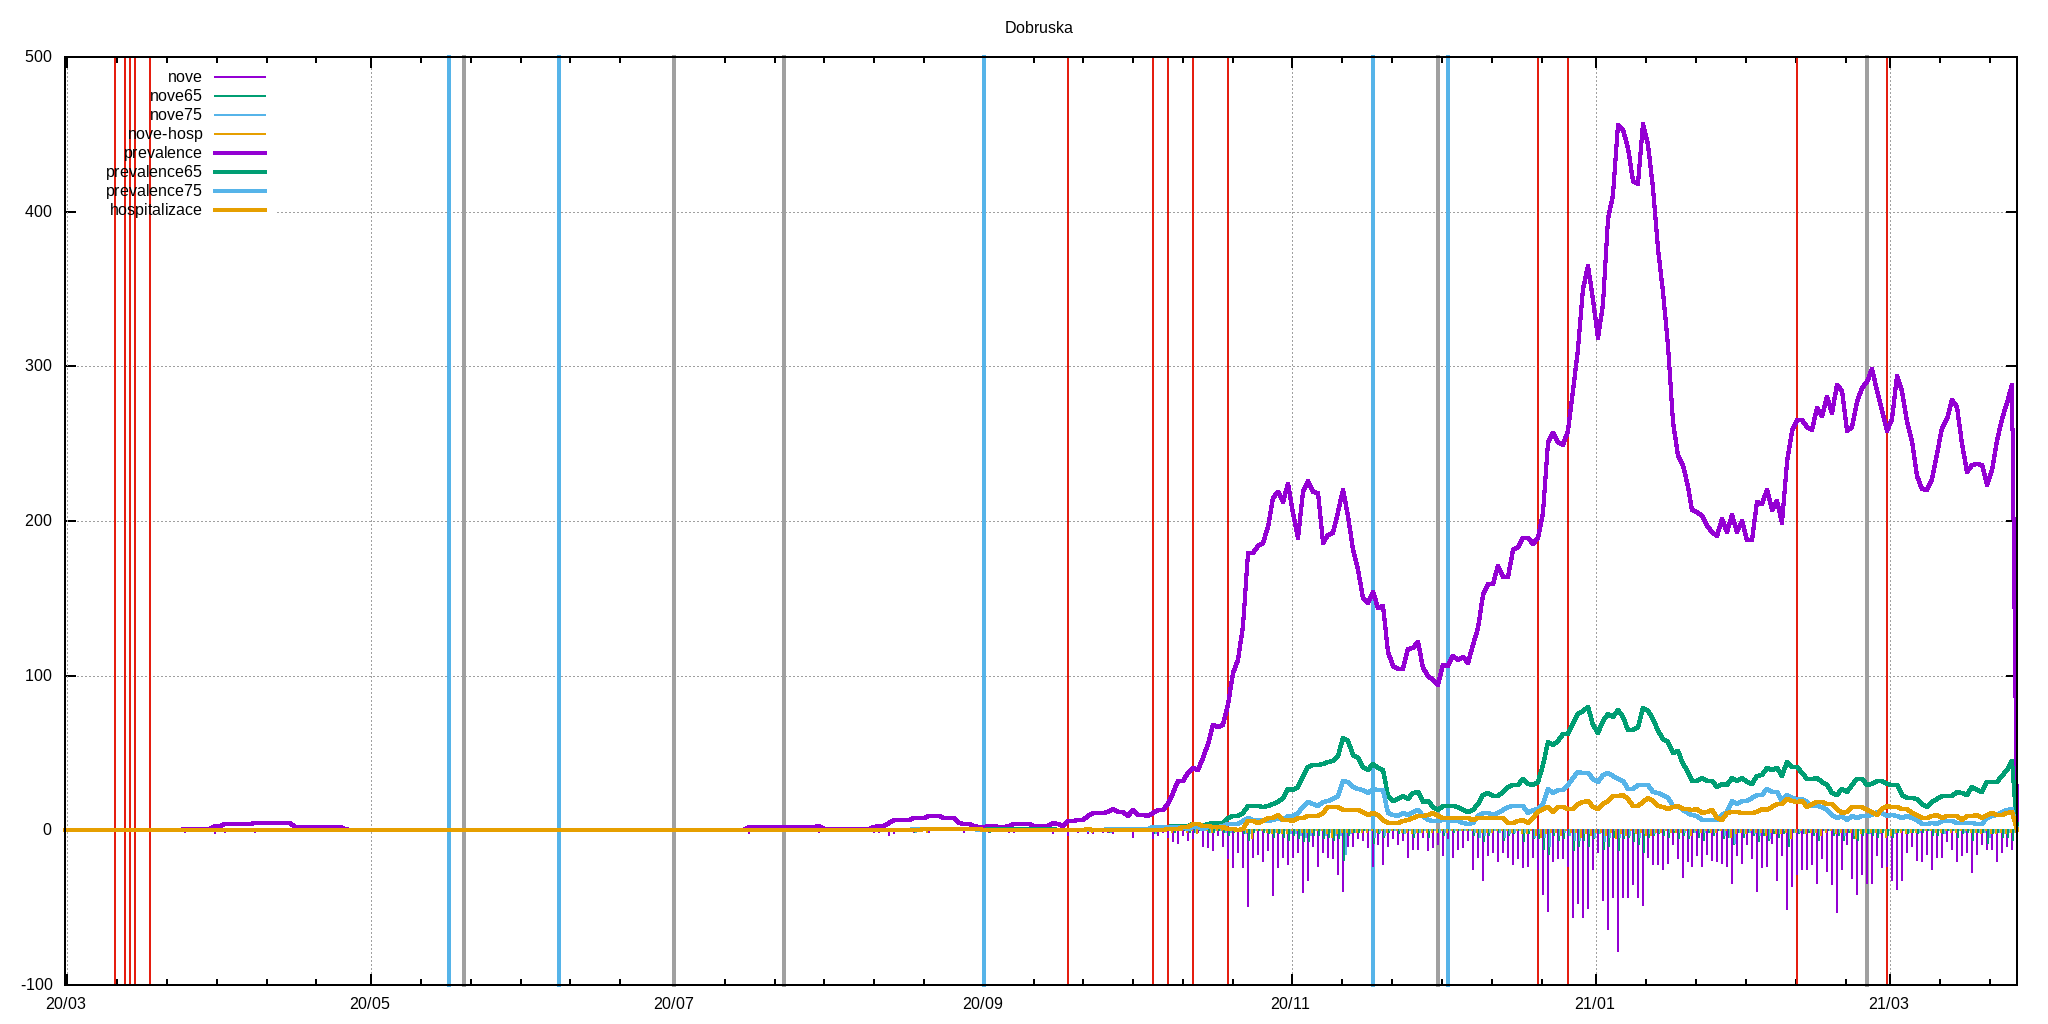 Dobruska
500
400
300
200
100
0
-100
nove
nove65
nove75
nove-hosp
prevalence
prevalence65
prevalence75
hospitalizace
20/03 20/05 20/07 20/09 20/11 21/01 21/03